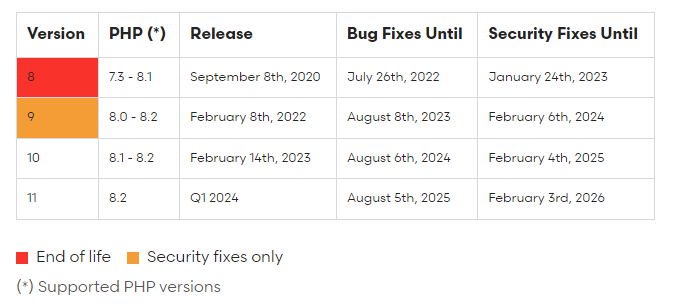 Version PHP (*) Release Bug Fixes Until Security Fixes Until
8 7.3 - 8.1 September 8th, 2020 July 26th, 2022 January 24th, 2023
9 8.0 - 8.2 February 8th, 2022 August 8th, 2023 February 6th, 2024
10 8.1 - 8.2 February 14th, 2023 August 6th, 2024 February 4th, 2025
11 8.2 Q1 2024 August 5th, 2025 February 3rd, 2026
End of life Security fixes only
(*) Supported PHP versions